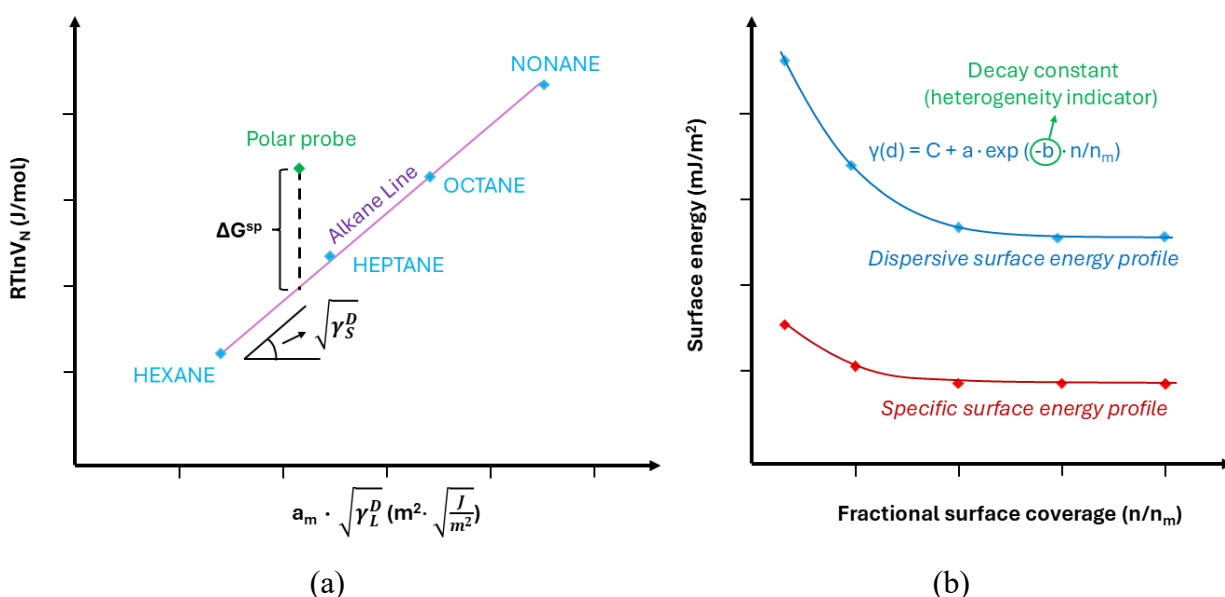 NONANE
Polar probe
Alkane Line
OCTANE
ΔG^sp
HEPTANE
√γ_S^D
HEXANE
RTlnV_N (J/mol)
a_m · √γ_L^D (m²· √J/m²)
(a)
Decay constant
(heterogeneity indicator)
γ(d) = C + a · exp (-b · n/n_m)
Dispersive surface energy profile
Specific surface energy profile
Surface energy (mJ/m²)
Fractional surface coverage (n/n_m)
(b)